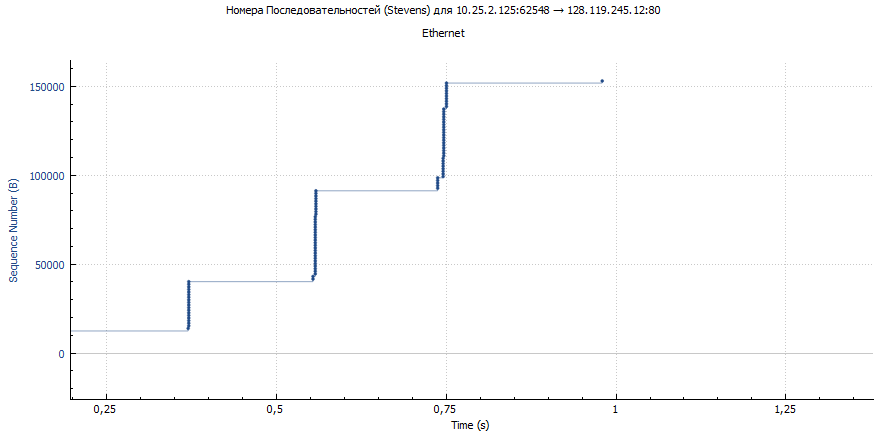 Номера Последовательностей (Stevens) для 10.25.2.125:62548 → 128.119.245.12:80
Ethernet
150000
100000
50000
0
Sequence Number (B)
0,25
0,5
0,75
1
1,25
Time (s)